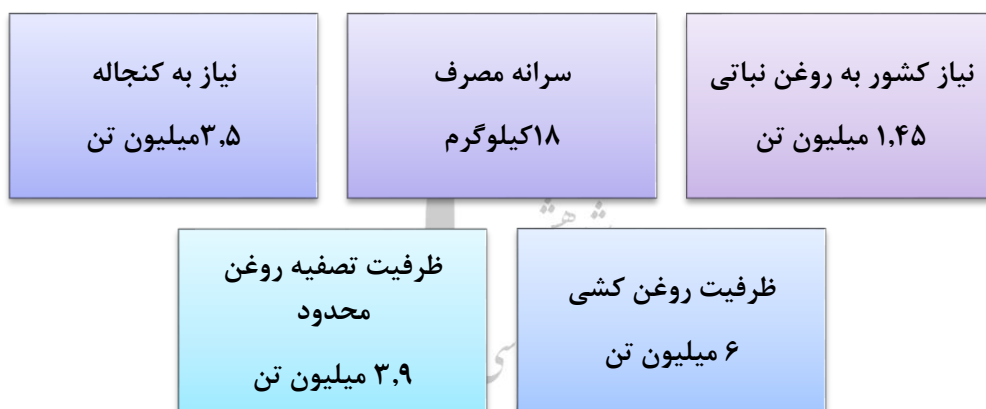 نیاز کشور به روغن نباتی
۱,۴۵ میلیون تن
سرانه مصرف
۱۸کیلوگرم
نیاز به کنجاله
۳,۵میلیون تن
ظرفیت روغن کشی
۶ میلیون تن
ظرفیت تصفیه روغن
محدود
۳,۹ میلیون تن